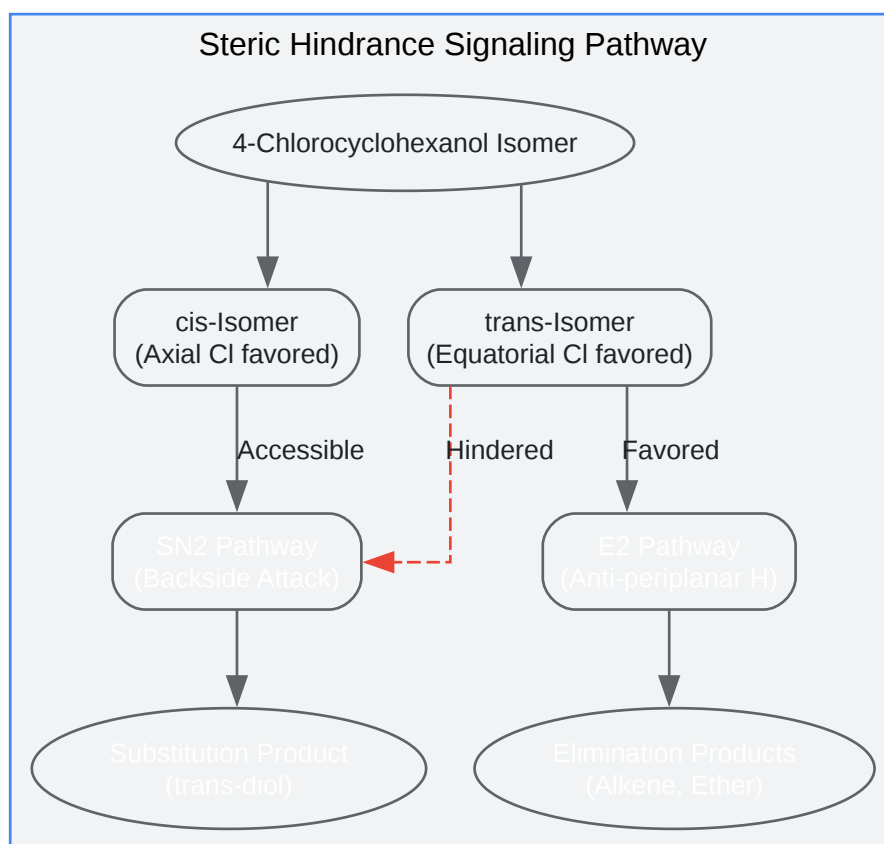 Steric Hindrance Signaling Pathway
4-Chlorocyclohexanol Isomer
cis-Isomer
(Axial Cl favored)
trans-Isomer
(Equatorial Cl favored)
Accessible
Hindered
Favored
SN2 Pathway
(Backside Attack)
E2 Pathway
(Anti-periplanar H)
Substitution Product
(trans-diol)
Elimination Products
(Alkene, Ether)